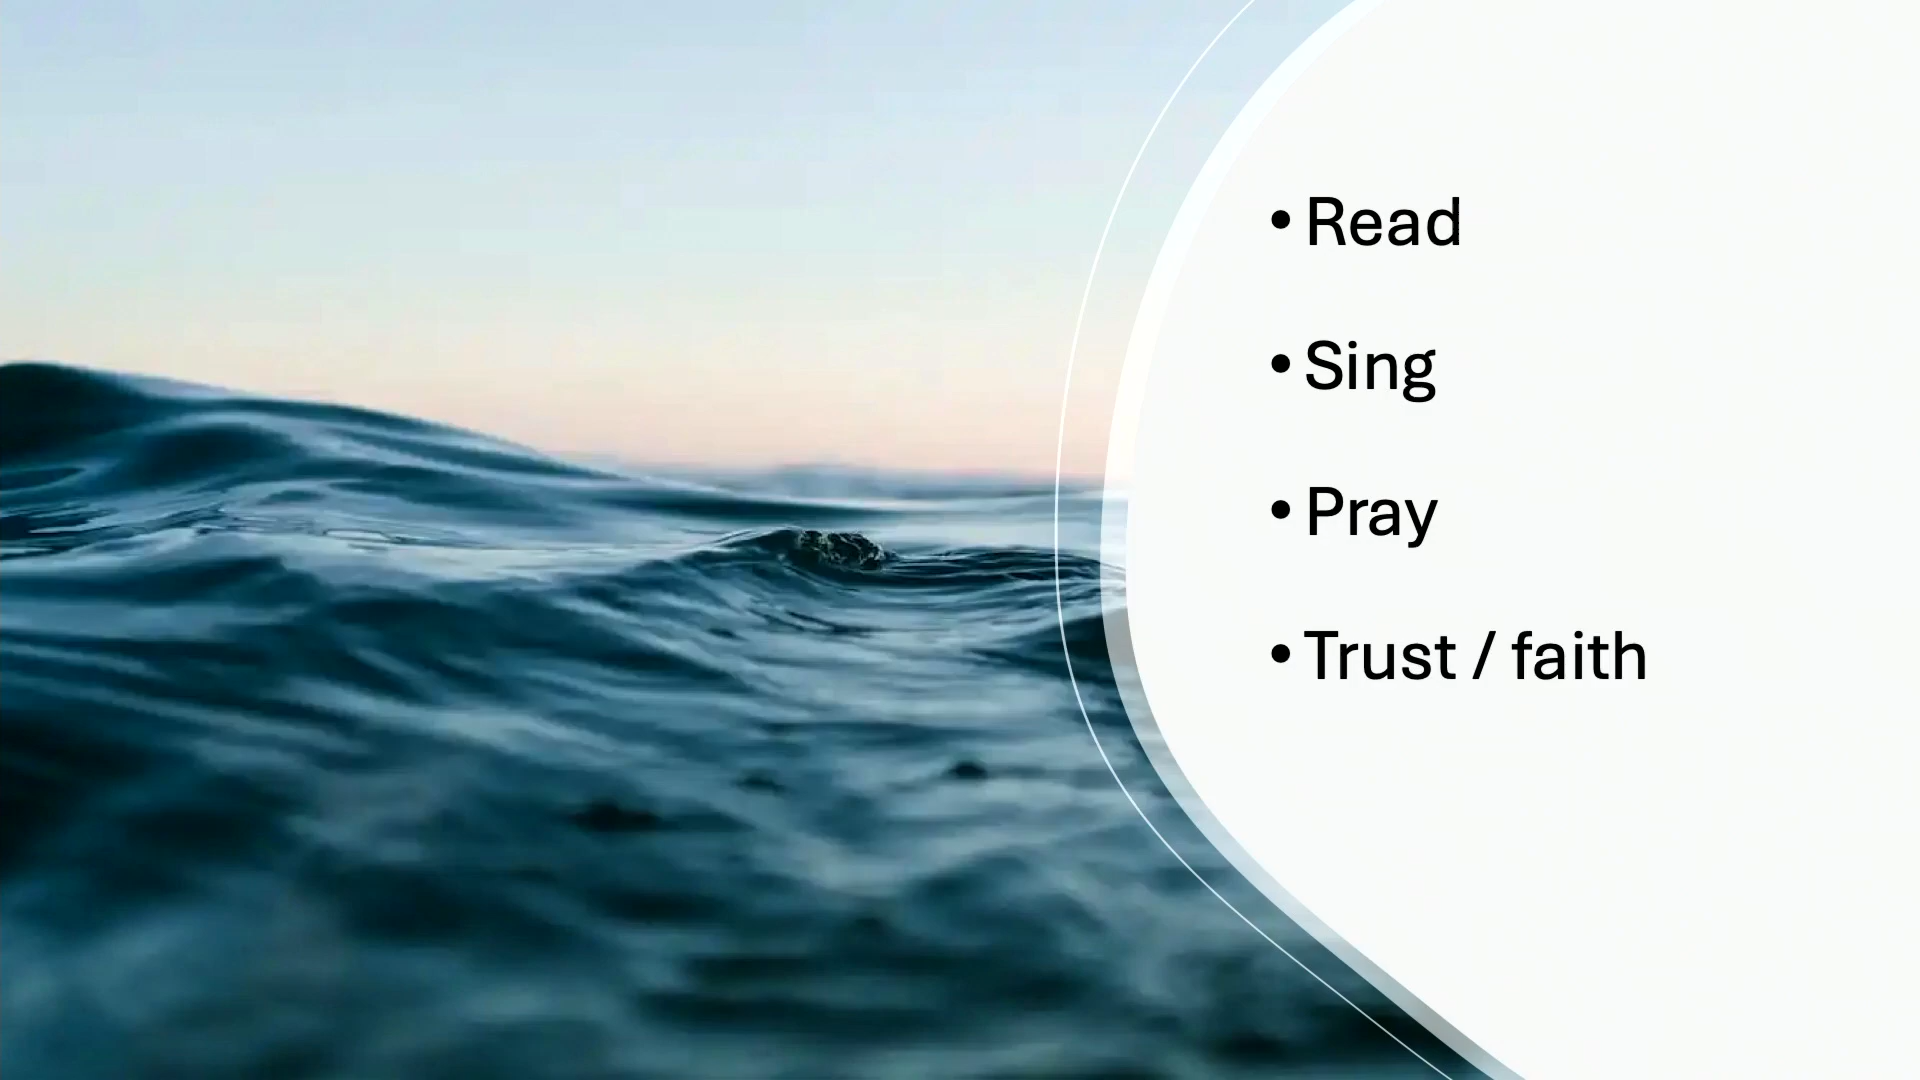 • Read
• Sing
• Pray
• Trust / faith